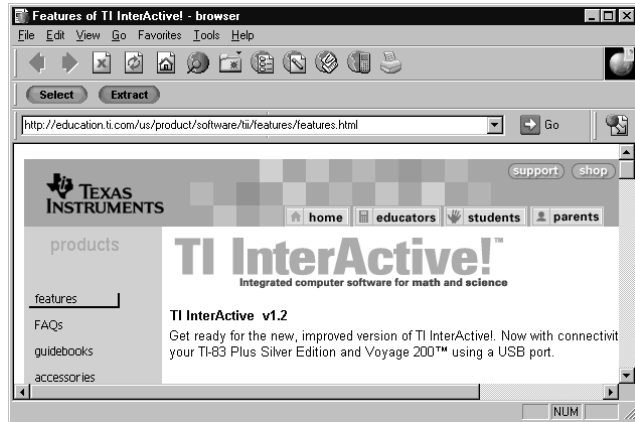 Features of TI InterActive! - browser
File Edit View Go Favorites Tools Help
Select Extract
http://education.ti.com/us/product/software/tii/features/features.html Go
support shop
TEXAS
INSTRUMENTS
home educators students parents
products
TI InterActive!™
Integrated computer software for math and science
features
FAQs
guidebooks
accessories
TI InterActive v1.2
Get ready for the new, improved version of TI InterActive!. Now with connectivit
your TI-83 Plus Silver Edition and Voyage 200™ using a USB port.
NUM